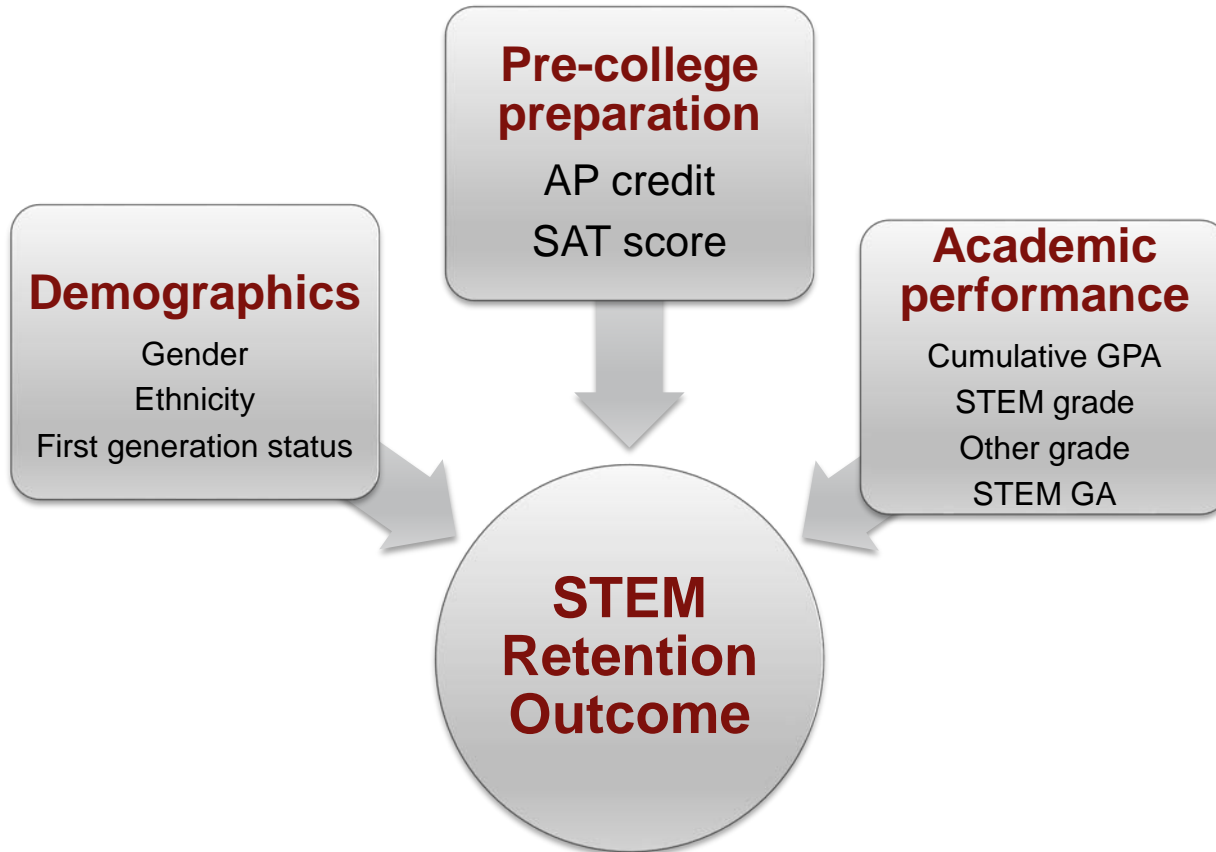 Pre-college
preparation
AP credit
SAT score
Demographics
Gender
Ethnicity
First generation status
Academic
performance
Cumulative GPA
STEM grade
Other grade
STEM GA
STEM
Retention
Outcome